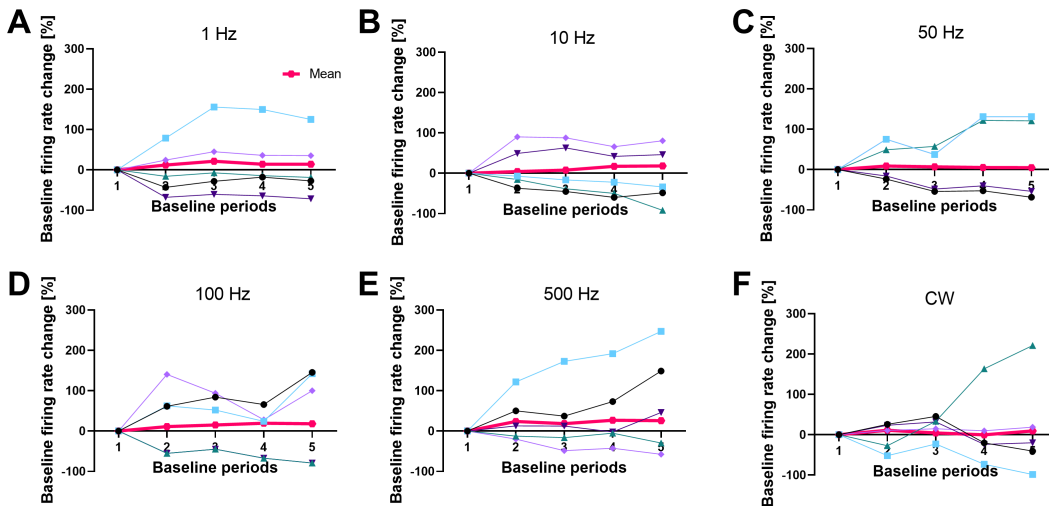 A
1 Hz
Baseline firing rate change [%]
300
200
100
0
-100
1
2
3
4
5
Baseline periods
Mean
B
10 Hz
Baseline firing rate change [%]
300
200
100
0
-100
1
2
3
4
5
Baseline periods
C
50 Hz
Baseline firing rate change [%]
300
200
100
0
-100
1
2
3
4
5
Baseline periods
D
100 Hz
Baseline firing rate change [%]
300
200
100
0
-100
1
2
3
4
5
Baseline periods
E
500 Hz
Baseline firing rate change [%]
300
200
100
0
-100
1
2
3
4
5
Baseline periods
F
CW
Baseline firing rate change [%]
300
200
100
0
-100
1
2
3
4
5
Baseline periods